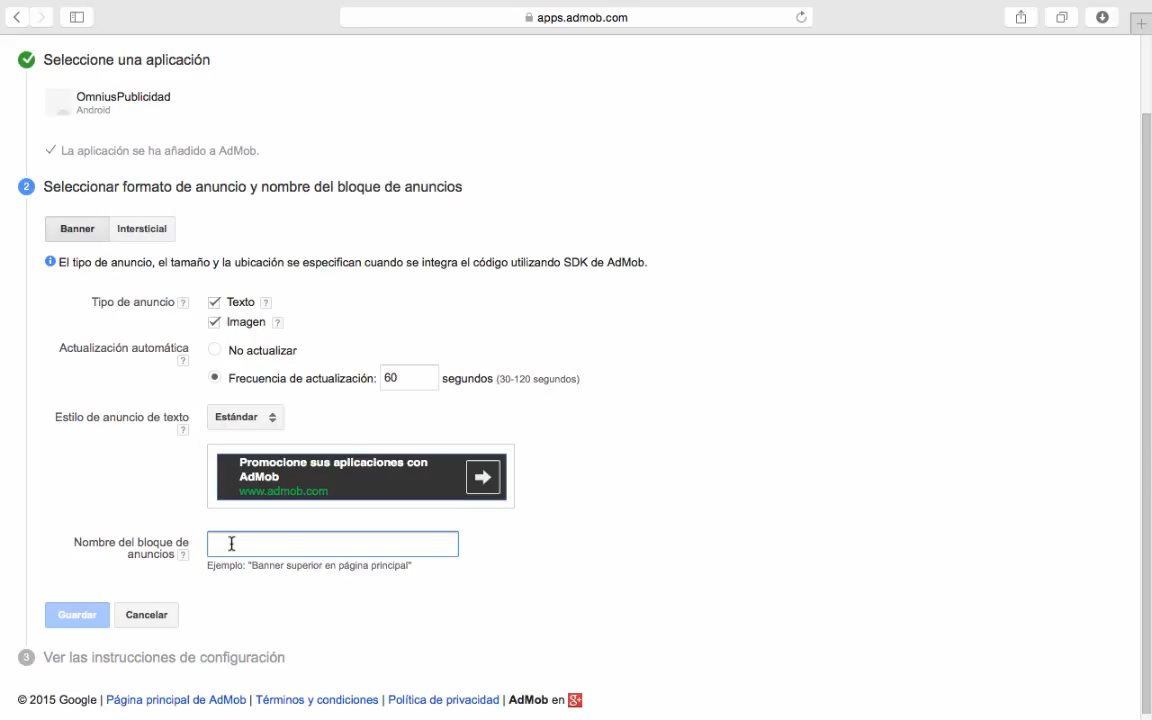 apps.admob.com
Seleccione una aplicación
OmniusPublicidad
Android
La aplicación se ha añadido a AdMob.
2 Seleccionar formato de anuncio y nombre del bloque de anuncios
Banner Intersticial
El tipo de anuncio, el tamaño y la ubicación se especifican cuando se integra el código utilizando SDK de AdMob.
Tipo de anuncio ? Texto ?
Imagen ?
Actualización automática ? No actualizar
Frecuencia de actualización: 60 segundos (30-120 segundos)
Estilo de anuncio de texto ? Estándar
Promocione sus aplicaciones con
AdMob
www.admob.com
Nombre del bloque de
anuncios ?
Ejemplo: "Banner superior en página principal"
Guardar Cancelar
3 Ver las instrucciones de configuración
© 2015 Google | Página principal de AdMob | Términos y condiciones | Política de privacidad | AdMob en g+